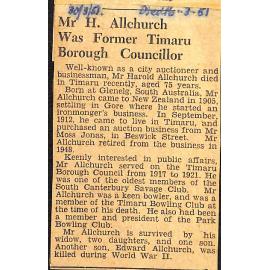 30/3/51. Died 16-3-51
Mr H. Allchurch
Was Former Timaru
Borough Councillor
Well-known as a city auctioneer and
businessman, Mr Harold Allchurch died
in Timaru recently, aged 75 years.
Born at Glenelg, South Australia, Mr
Allchurch came to New Zealand in 1905,
settling in Gore where he started an
ironmonger's business. In September,
1912, he came to live in Timaru, and
purchased an auction business from Mr
Moss Jonas, in Beswick Street. Mr
Allchurch retired from the business in
1948.
Keenly interested in public affairs,
Mr Allchurch served on the Timaru
Borough Council from 1917 to 1921. He
was one of the oldest members of the
South Canterbury Savage Club. Mr
Allchurch was a keen bowler, and was a
member of the Timaru Bowling Club at
the time of his death. He also had been
a member and president of the Park
Bowling Club.
Mr Allchurch is survived by his
widow, two daughters, and one son.
Another son, Edward Allchurch, was
killed during World War II.